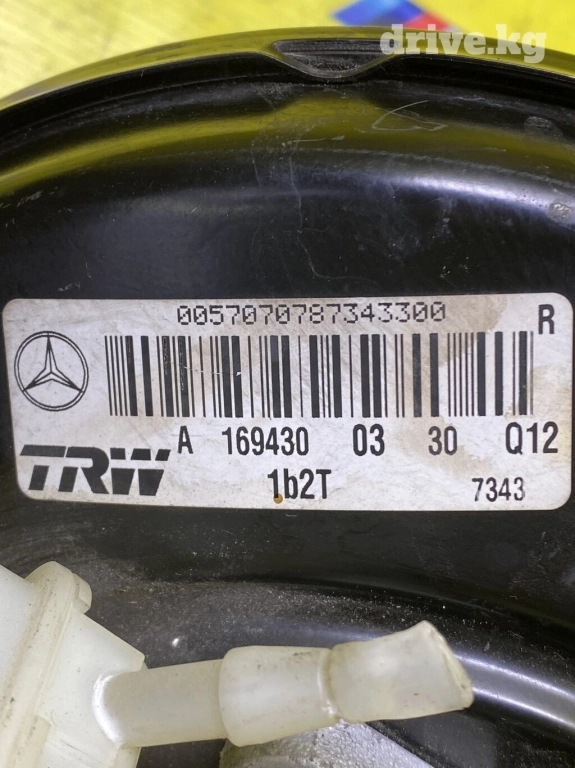 drive.kg
0057070787343300
R
A 169430 03 30 Q12
TRW
1b2T 7343